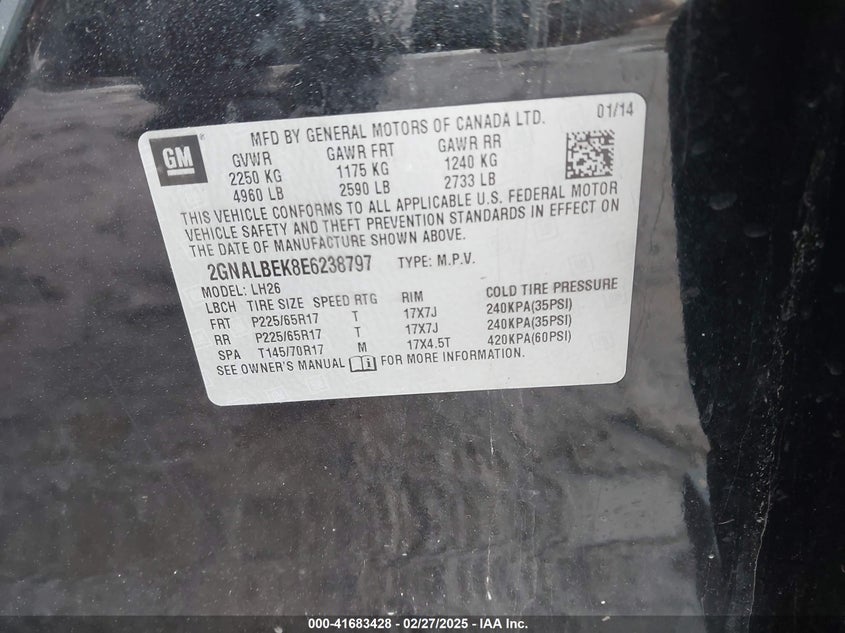 MFD BY GENERAL MOTORS OF CANADA LTD. 01/14
GM
GVWR GAWR FRT GAWR RR
2250 KG 1175 KG 1240 KG
4960 LB 2590 LB 2733 LB
THIS VEHICLE CONFORMS TO ALL APPLICABLE U.S. FEDERAL MOTOR
VEHICLE SAFETY AND THEFT PREVENTION STANDARDS IN EFFECT ON
THE DATE OF MANUFACTURE SHOWN ABOVE.
2GNALBEK8E6238797 TYPE: M.P.V.
MODEL: LH26
LBCH TIRE SIZE SPEED RTG RIM COLD TIRE PRESSURE
FRT P225/65R17 T 17X7J 240KPA(35PSI)
RR P225/65R17 T 17X7J 240KPA(35PSI)
SPA T145/70R17 M 17X4.5T 420KPA(60PSI)
SEE OWNER'S MANUAL FOR MORE INFORMATION.
000-41683428 - 02/27/2025 - IAA Inc.